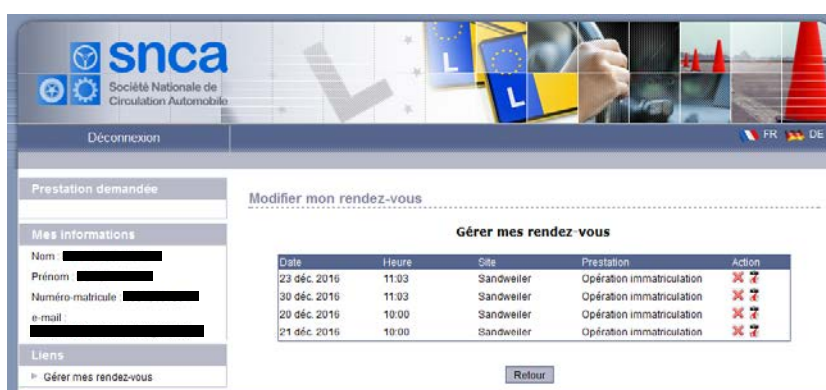 snca
Société Nationale de
Circulation Automobile
L
L
L
Déconnexion
FR DE
Prestation demandée
Modifier mon rendez-vous
Mes informations
Nom :
Prénom :
Numéro-matricule :
e-mail :
Liens
Gérer mes rendez-vous
Gérer mes rendez-vous
Date Heure Site Prestation Action
23 déc. 2016 11:03 Sandweiler Opération immatriculation
30 déc. 2016 11:03 Sandweiler Opération immatriculation
20 déc. 2016 10:00 Sandweiler Opération immatriculation
21 déc. 2016 10:00 Sandweiler Opération immatriculation
Retour